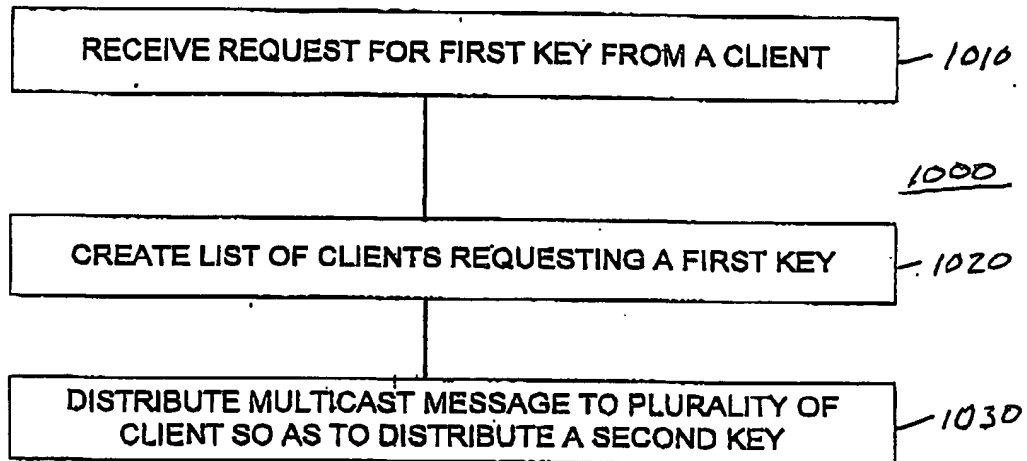 RECEIVE REQUEST FOR FIRST KEY FROM A CLIENT
1010
1000
CREATE LIST OF CLIENTS REQUESTING A FIRST KEY
1020
DISTRIBUTE MULTICAST MESSAGE TO PLURALITY OF
CLIENT SO AS TO DISTRIBUTE A SECOND KEY
1030